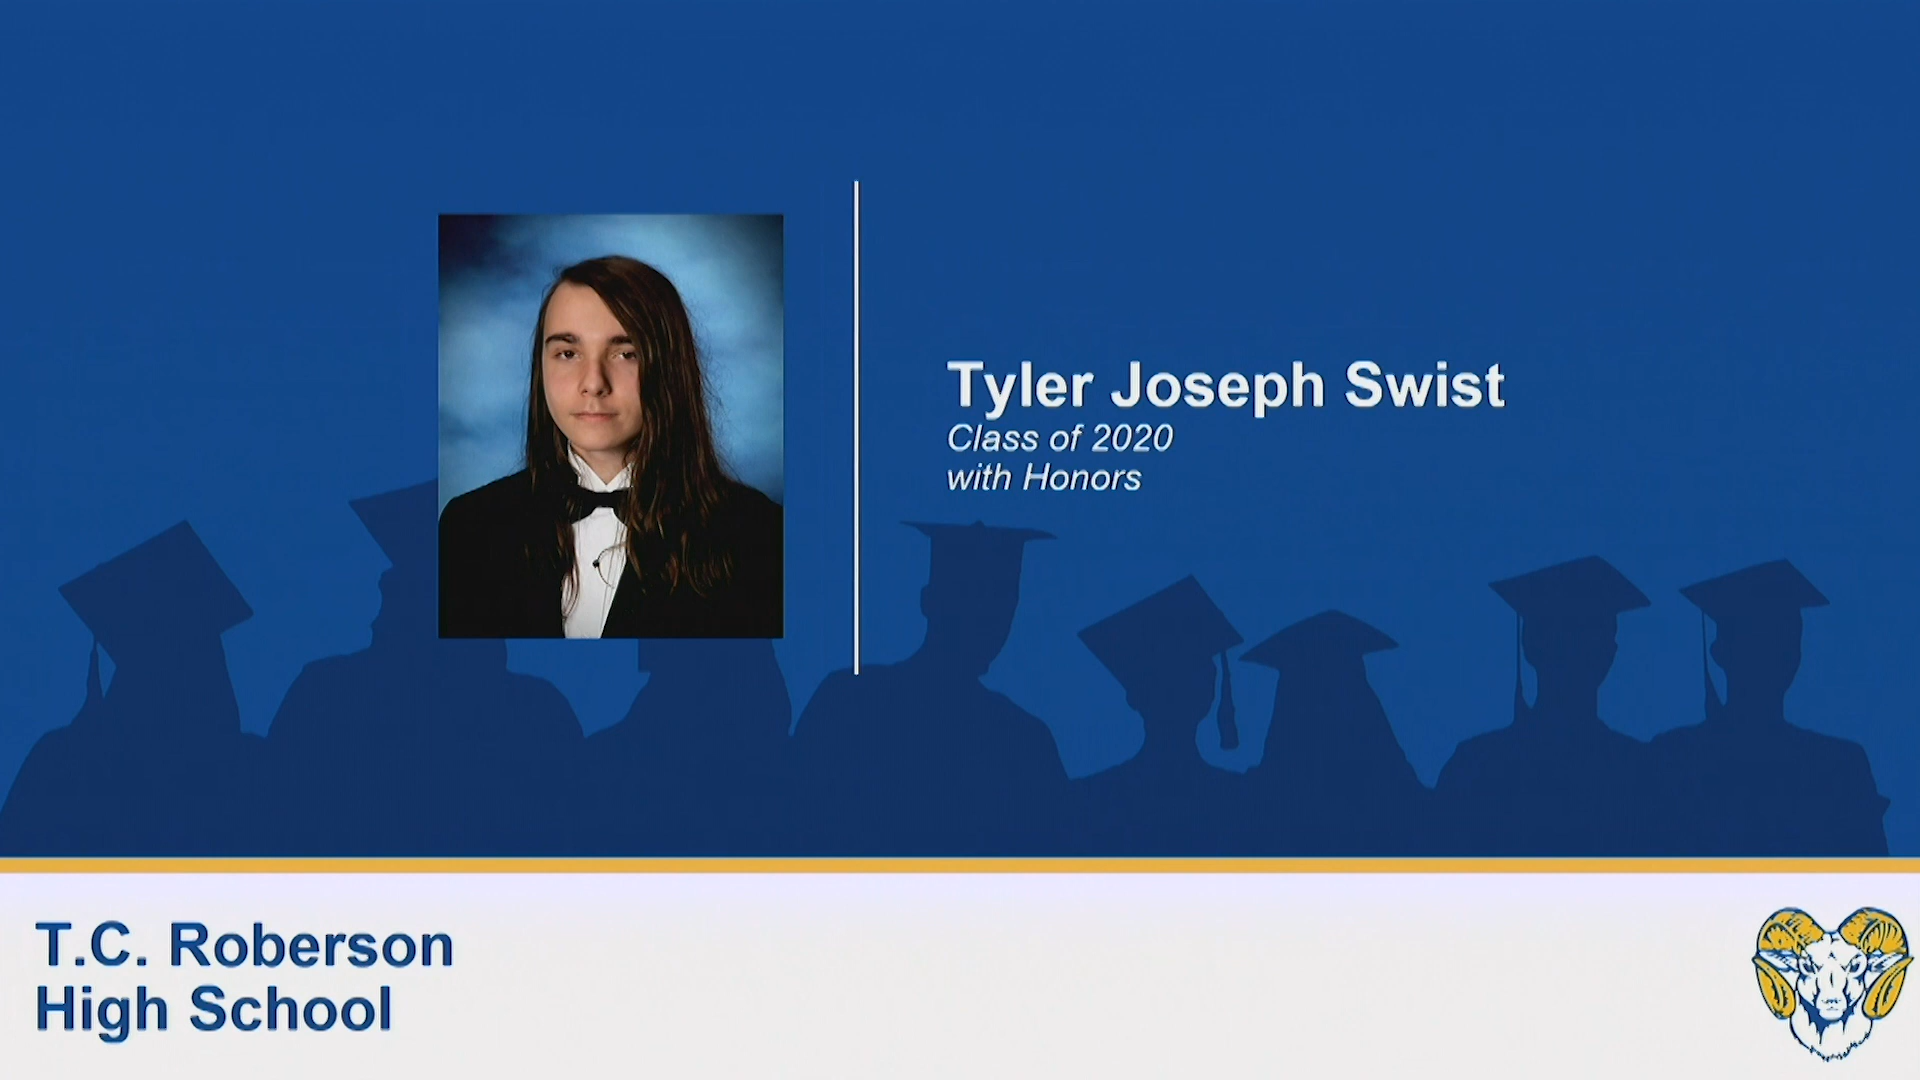 Tyler Joseph Swist
Class of 2020
with Honors
T.C. Roberson
High School